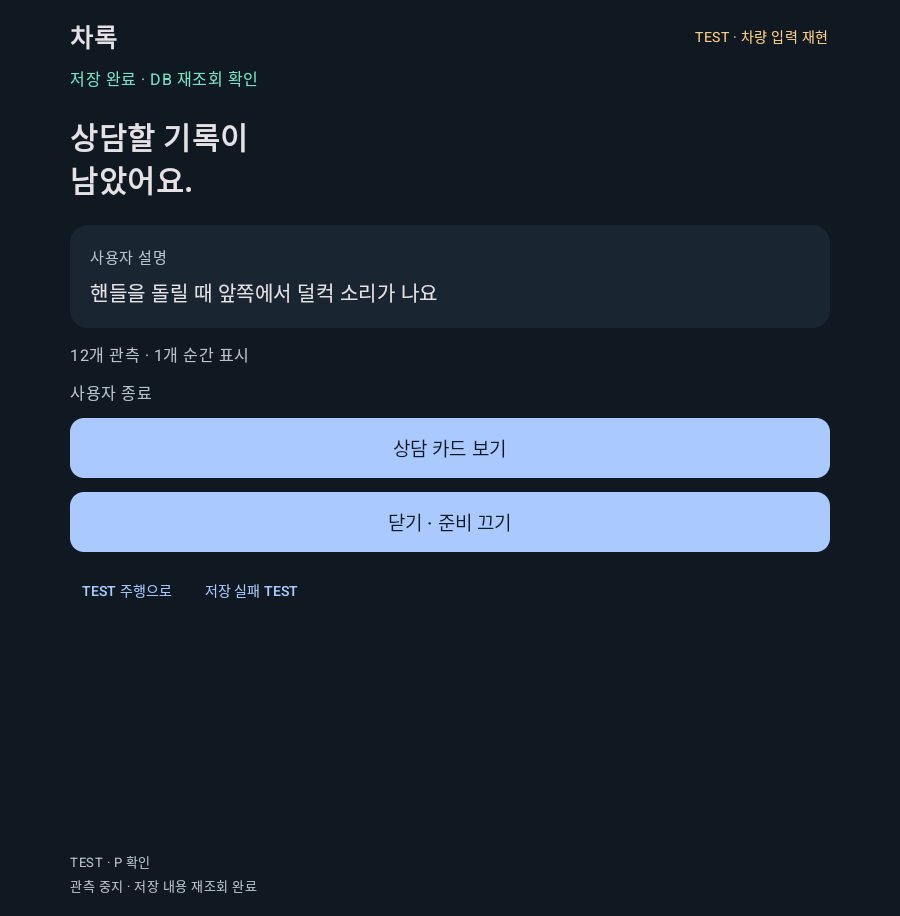 차록
TEST · 차량 입력 재현
저장 완료 · DB 재조회 확인
상담할 기록이
남았어요.
사용자 설명
핸들을 돌릴 때 앞쪽에서 덜컥 소리가 나요
12개 관측 · 1개 순간 표시
사용자 종료
상담 카드 보기
닫기 · 준비 끄기
TEST 주행으로
저장 실패 TEST
TEST · P 확인
관측 중지 · 저장 내용 재조회 완료